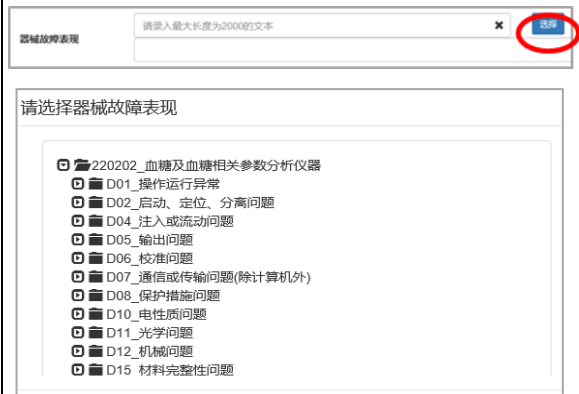 请录入最大长度为2000的文本
选择
器械故障表现
请选择器械故障表现
220202_血糖及血糖相关参数分析仪器
D01_操作运行异常
D02_启动、定位、分离问题
D04_注入或流动问题
D05_输出问题
D06_校准问题
D07_通信或传输问题(除计算机外)
D08_保护措施问题
D10_电性质问题
D11_光学问题
D12_机械问题
D15_材料完整性问题